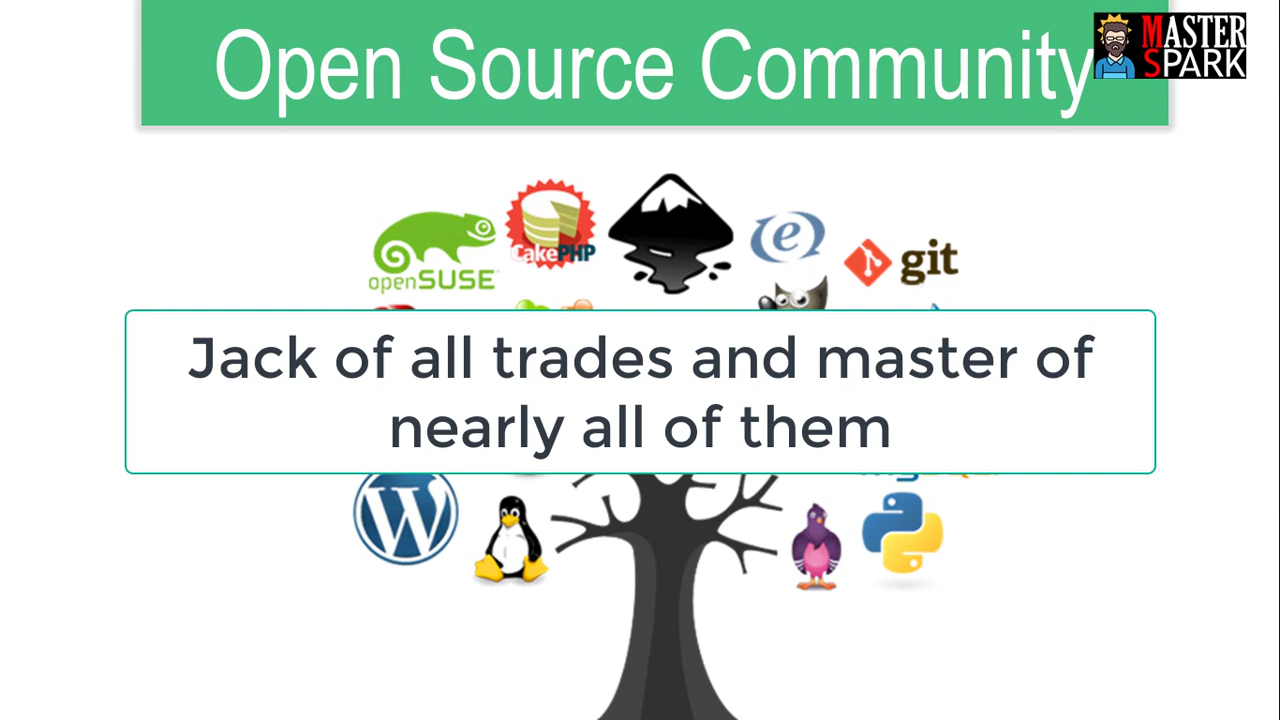 Open Source Community
MASTER
SPARK
openSUSE
CakePHP
e
git
Jack of all trades and master of
nearly all of them
W